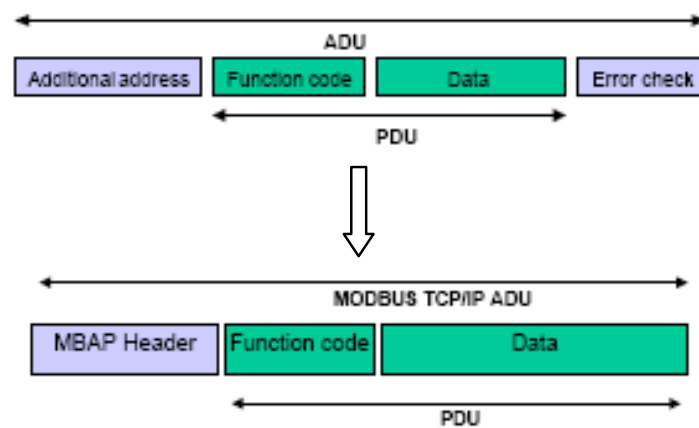 ADU
Additional address Function code Data Error check
PDU
MODBUS TCP/IP ADU
MBAP Header Function code Data
PDU